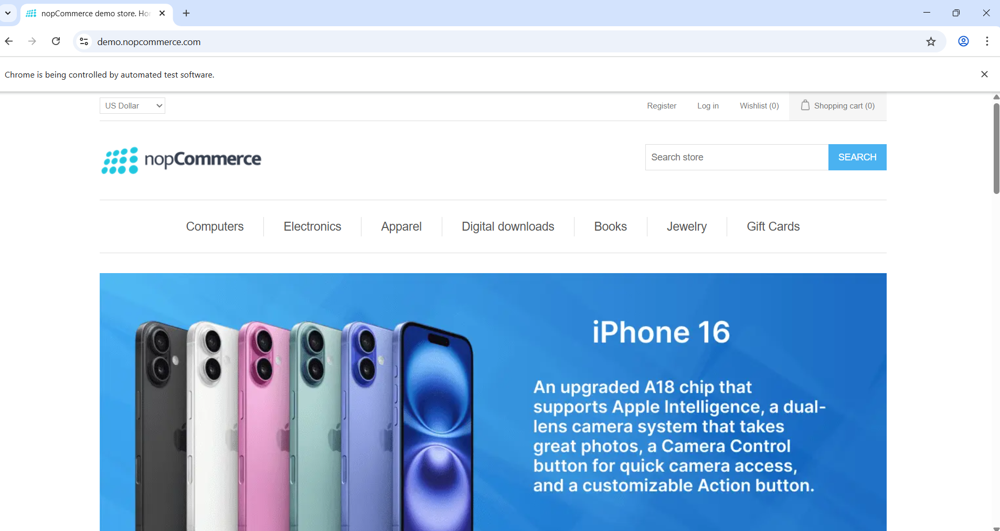 nopCommerce demo store. Ho
demo.nopcommerce.com
Chrome is being controlled by automated test software.
US Dollar
Register
Log in
Wishlist (0)
Shopping cart (0)
nopCommerce
Search store
SEARCH
Computers
Electronics
Apparel
Digital downloads
Books
Jewelry
Gift Cards
iPhone 16
An upgraded A18 chip that
supports Apple Intelligence, a dual-
lens camera system that takes
great photos, a Camera Control
button for quick camera access,
and a customizable Action button.